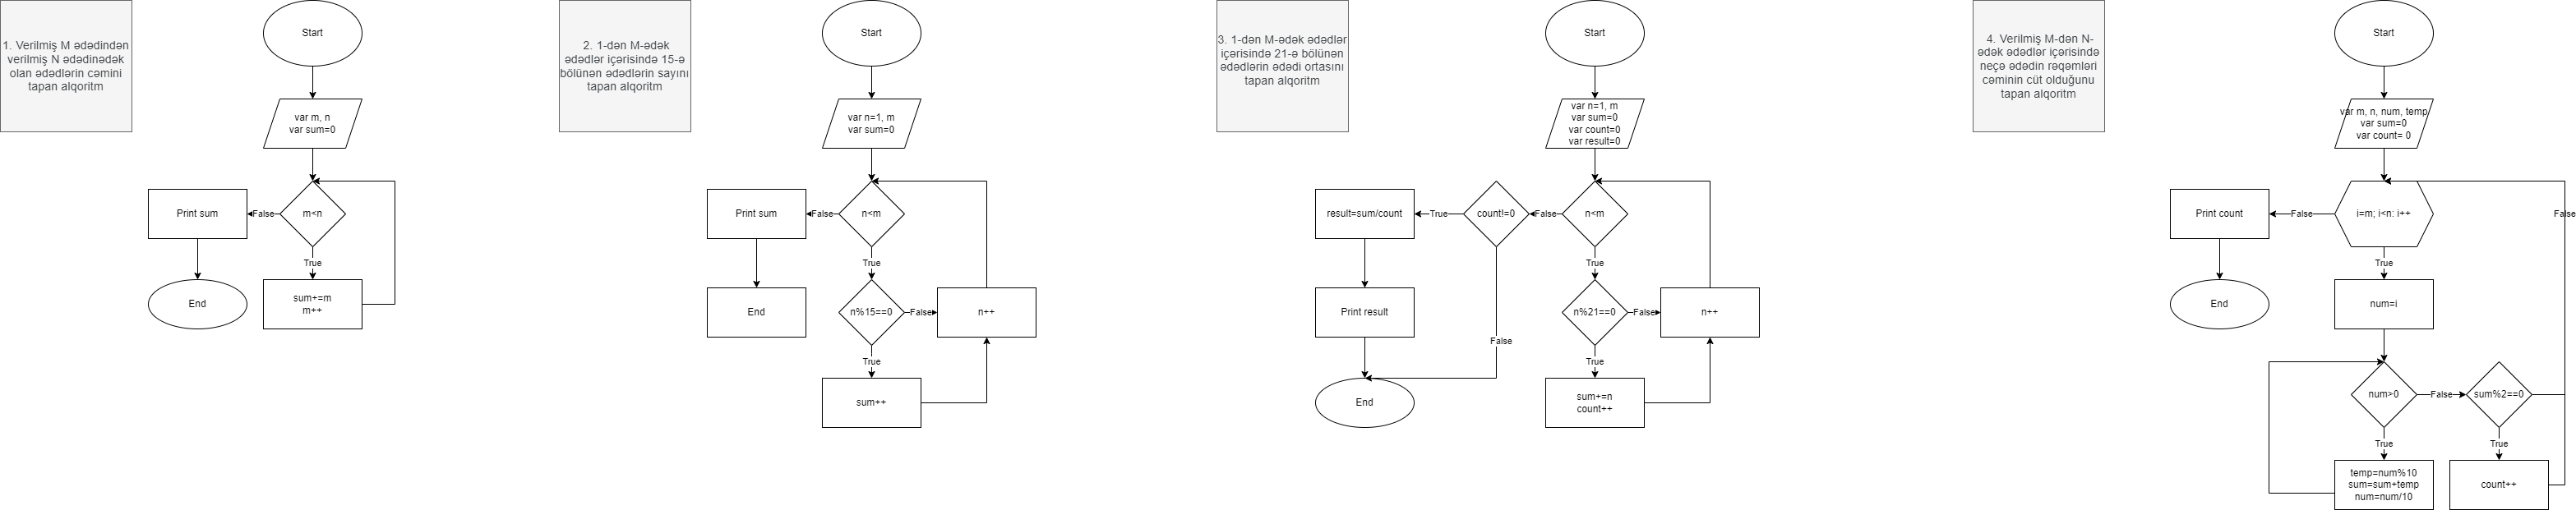 1. Verilmiş M ədədindən
verilmiş N ədədinədək
olan ədədlərin cəmini
tapan alqoritm
Start
var m, n
var sum=0
m<n
False
Print sum
End
True
sum+=m
m++
2. 1-dən M-ədək
ədədlər içərisində 15-ə
bölünən ədədlərin sayını
tapan alqoritm
Start
var n=1, m
var sum=0
n<m
False
Print sum
End
True
n%15==0
False
n++
True
sum++
3. 1-dən M-ədək ədədlər
içərisində 21-ə bölünən
ədədlərin ədədi ortasını
tapan alqoritm
Start
var n=1, m
var sum=0
var count=0
var result=0
n<m
False
count!=0
True
result=sum/count
Print result
False
End
True
n%21==0
False
n++
True
sum+=n
count++
4. Verilmiş M-dən N-
ədək ədədlər içərisində
neçə ədədin rəqəmləri
cəminin cüt olduğunu
tapan alqoritm
Start
var m, n, num, temp
var sum=0
var count= 0
i=m; i<n: i++
False
Print count
End
True
num=i
num>0
False
sum%2==0
False
True
temp=num%10
sum=sum+temp
num=num/10
True
count++